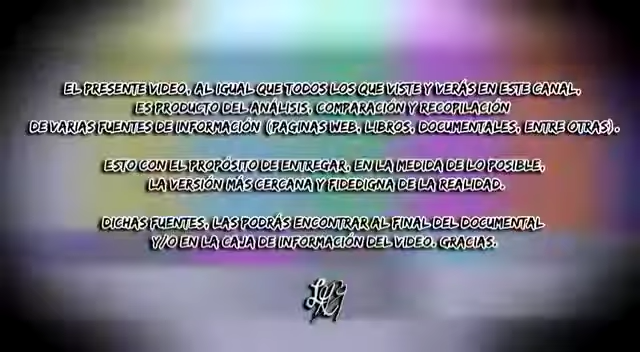 EL PRESENTE VIDEO, AL IGUAL QUE TODOS LOS QUE VISTE Y VERÁS EN ESTE CANAL,
ES PRODUCTO DEL ANÁLISIS, COMPARACIÓN Y RECOPILACIÓN
DE VARIAS FUENTES DE INFORMACIÓN (PAGINAS WEB, LIBROS, DOCUMENTALES, ENTRE OTRAS).
ESTO CON EL PROPÓSITO DE ENTREGAR, EN LA MEDIDA DE LO POSIBLE,
LA VERSIÓN MÁS CERCANA Y FIDEDIGNA DE LA REALIDAD.
DICHAS FUENTES, LAS PODRÁS ENCONTRAR AL FINAL DEL DOCUMENTAL
Y/O EN LA CAJA DE INFORMACIÓN DEL VIDEO. GRACIAS.